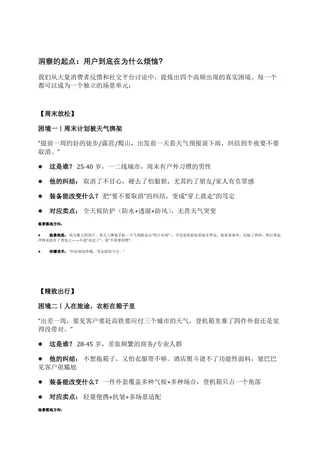 洞察的起点：用户到底在为什么烦恼？
我们从大量消费者反馈和社交平台讨论中，提炼出四个高频出现的真实困境。每一个
都可以成为一个独立的场景单元：
【周末放松】
困境一｜周末计划被天气绑架
“提前一周约好的徒步/露营/爬山，出发前一天看天气预报说下雨，纠结到半夜要不要
取消。”
● 这是谁？ 25-40 岁，一二线城市，周末有户外习惯的男性
● 他的纠结： 取消了不甘心，硬去了怕狼狈，尤其约了朋友/家人有负罪感
● 装备能改变什么？ 把“要不要取消”的纠结，变成“穿上就走”的笃定
● 对应卖点： 全天候防护（防水+透湿+防风），无畏天气突变
场景落地方向：
【精致出行】
困境二｜人在旅途，衣柜在箱子里
“出差一周，要见客户要赶高铁要应付三个城市的天气，登机箱里塞了四件外套还是觉
得没带对。”
● 这是谁？ 28-45 岁，差旅频繁的商务/专业人群
● 他的纠结： 不想拖箱子，又怕衣服带不够。酒店熨斗烫不了功能性面料，皱巴巴
见客户很尴尬
● 装备能改变什么？ 一件外套覆盖多种气候+多种场合，登机箱只占一个角落
● 对应卖点： 轻量便携+抗皱+多场景适配
场景落地方向：